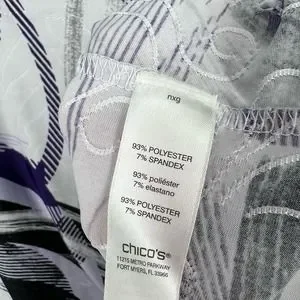 nxg
93% POLYESTER
7% SPANDEX
93% poliéster
7% elastano
93% POLYESTER
7% SPANDEX
chico's®
11215 METRO PARKWAY
FORT MYERS, FL 33966